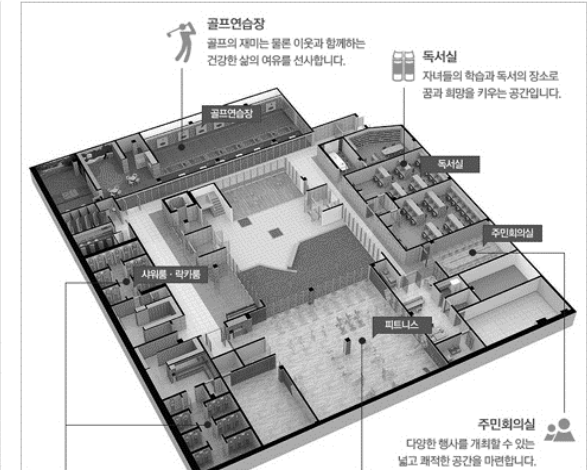 골프연습장
골프의 재미는 물론 이웃과 함께하는
건강한 삶의 여유를 선사합니다.
독서실
자녀들의 학습과 독서의 장소로
꿈과 희망을 키우는 공간입니다.
골프연습장
독서실
주민회의실
샤워룸 · 락카룸
피트니스
주민회의실
다양한 행사를 개최할 수 있는
넓고 쾌적한 공간을 마련합니다.